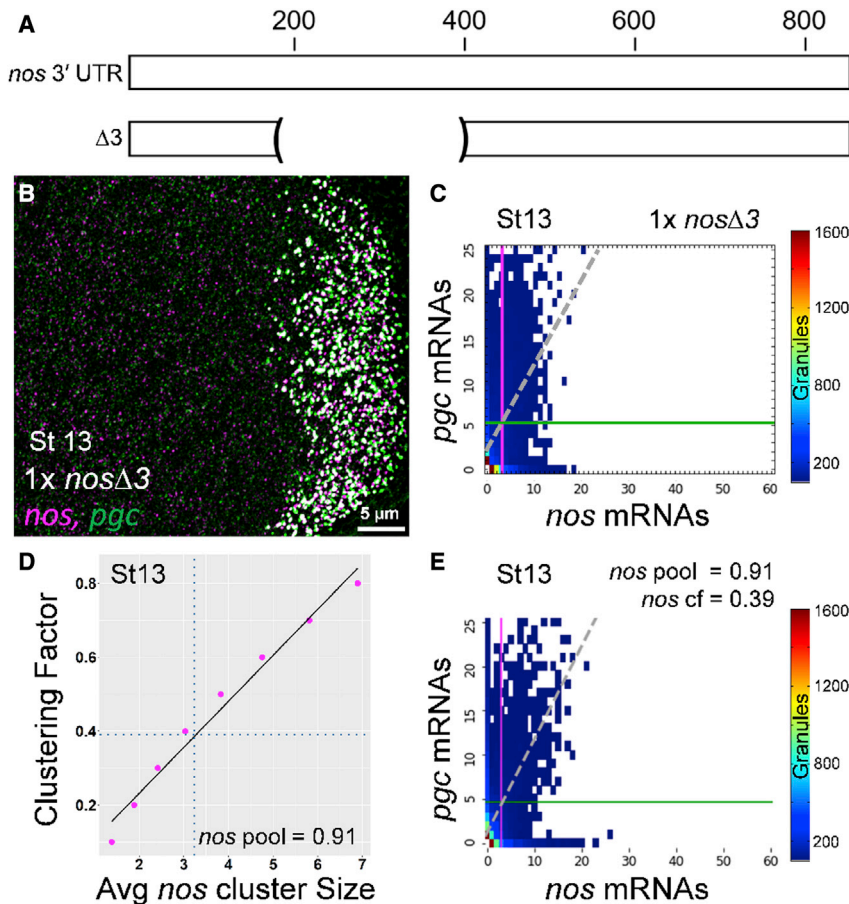 A
200 400 600 800
nos 3′ UTR
Δ3
B
St 13
1x nosΔ3
nos, pgc
5 μm
C
St13 1x nosΔ3
pgc mRNAs
25
20
15
10
5
0
0 10 20 30 40 50 60
nos mRNAs
1600
1200
800
400
100
Granules
D
St13
Clustering Factor
0.8
0.6
0.4
0.2
nos pool = 0.91
2 3 4 5 6 7
Avg nos cluster Size
E
St13
nos pool = 0.91
nos cf = 0.39
pgc mRNAs
25
20
15
10
5
0
0 10 20 30 40 50 60
nos mRNAs
1600
1200
800
400
100
Granules